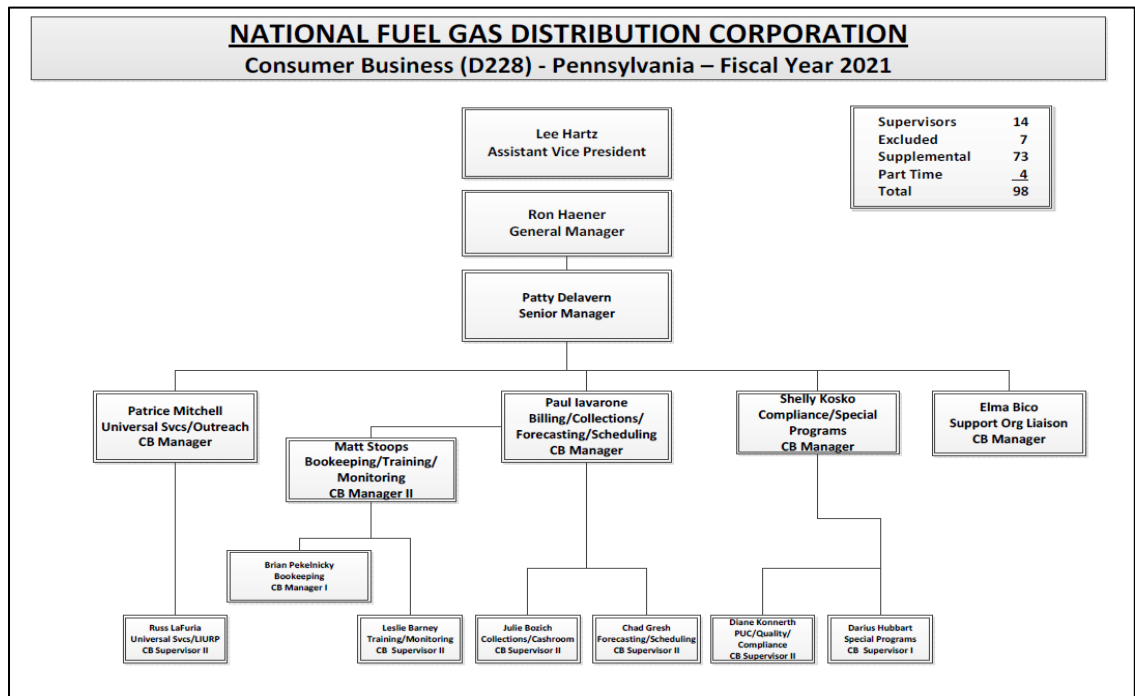 NATIONAL FUEL GAS DISTRIBUTION CORPORATION
Consumer Business (D228) - Pennsylvania – Fiscal Year 2021
Lee Hartz
Assistant Vice President
Supervisors 14
Excluded 7
Supplemental 73
Part Time 4
Total 98
Ron Haener
General Manager
Patty Delavern
Senior Manager
Patrice Mitchell
Universal Svcs/Outreach
CB Manager
Paul Iavarone
Billing/Collections/
Forecasting/Scheduling
CB Manager
Shelly Kosko
Compliance/Special
Programs
CB Manager
Elma Bico
Support Org Liaison
CB Manager
Matt Stoops
Bookeeping/Training/
Monitoring
CB Manager II
Brian Pekelnicky
Bookeeping
CB Manager I
Russ LaFuria
Universal Svcs/LIURP
CB Supervisor II
Leslie Barney
Training/Monitoring
CB Supervisor II
Julie Bozich
Collections/Cashroom
CB Supervisor II
Chad Gresh
Forecasting/Scheduling
CB Supervisor II
Diane Konnerth
PUC/Quality/
Compliance
CB Supervisor II
Darius Hubbart
Special Programs
CB Supervisor I